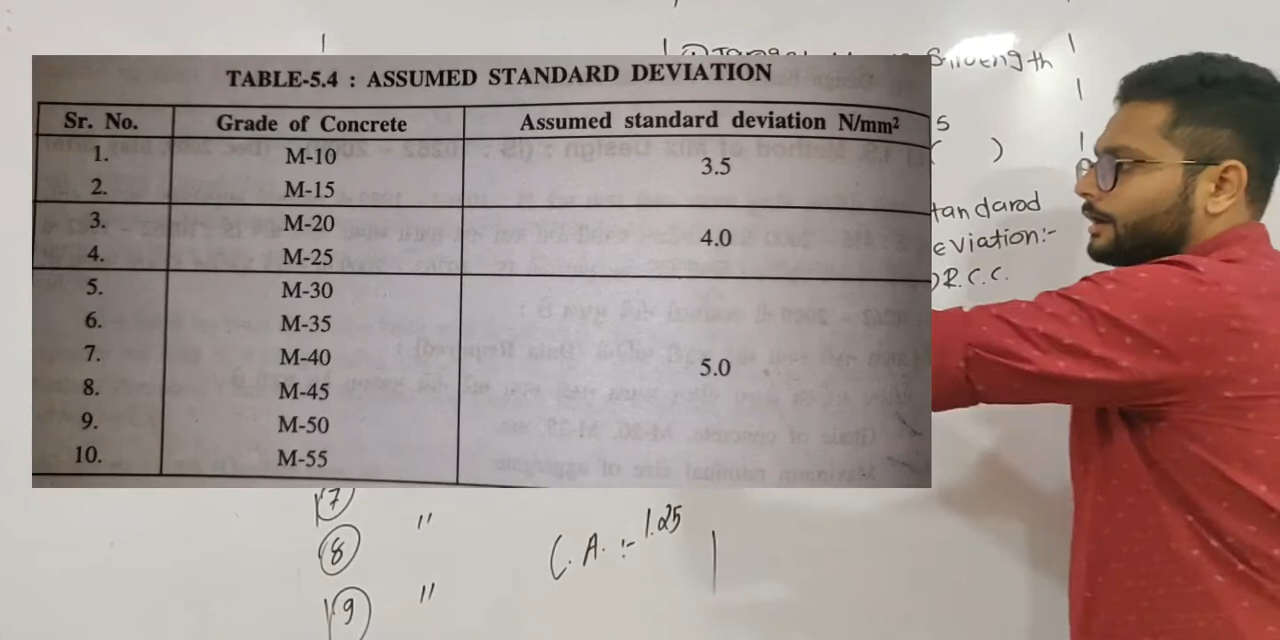 Strength
TABLE-5.4 : ASSUMED STANDARD DEVIATION
Sr. No. Grade of Concrete Assumed standard deviation N/mm²
1. M-10 3.5
2. M-15
3. M-20 4.0
4. M-25
5. M-30
6. M-35
7. M-40 5.0
8. M-45
9. M-50
10. M-55
5
( )
tandard
eviation:-
) R.C.C.
7 "
8
9 "
C.A. :- 1.25